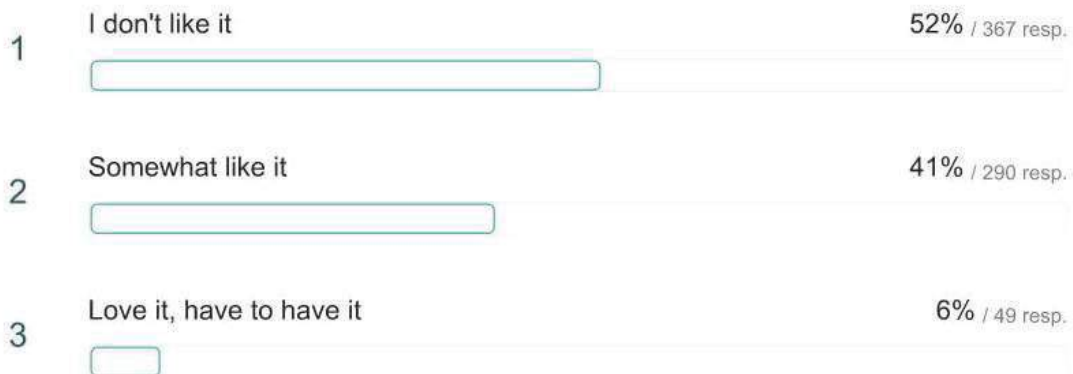 1 I don't like it 52% / 367 resp.
2 Somewhat like it 41% / 290 resp.
3 Love it, have to have it 6% / 49 resp.